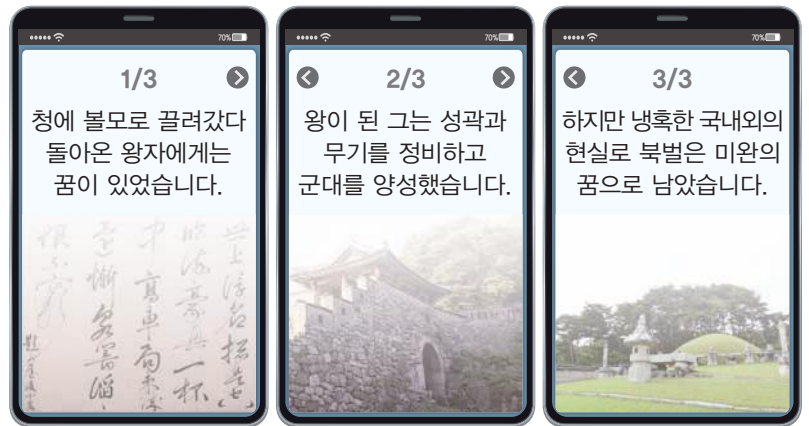 70%
1/3
청에 볼모로 끌려갔다
돌아온 왕자에게는
꿈이 있었습니다.
70%
2/3
왕이 된 그는 성곽과
무기를 정비하고
군대를 양성했습니다.
70%
3/3
하지만 냉혹한 국내외의
현실로 북벌은 미완의
꿈으로 남았습니다.